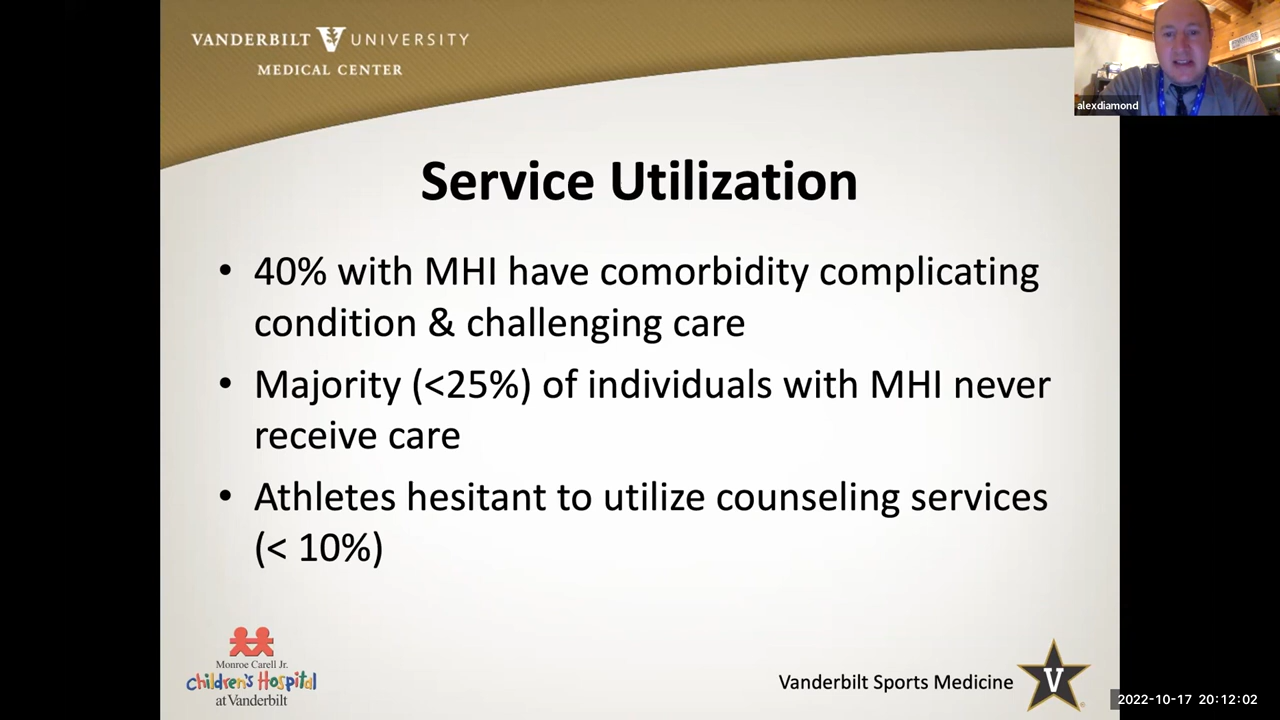 VANDERBILT UNIVERSITY
MEDICAL CENTER
alexdiamond
Service Utilization
• 40% with MHI have comorbidity complicating
condition & challenging care
• Majority (<25%) of individuals with MHI never
receive care
• Athletes hesitant to utilize counseling services
(< 10%)
Monroe Carell Jr.
Children's Hospital
at Vanderbilt
Vanderbilt Sports Medicine
V
2022-10-17 20:12:02